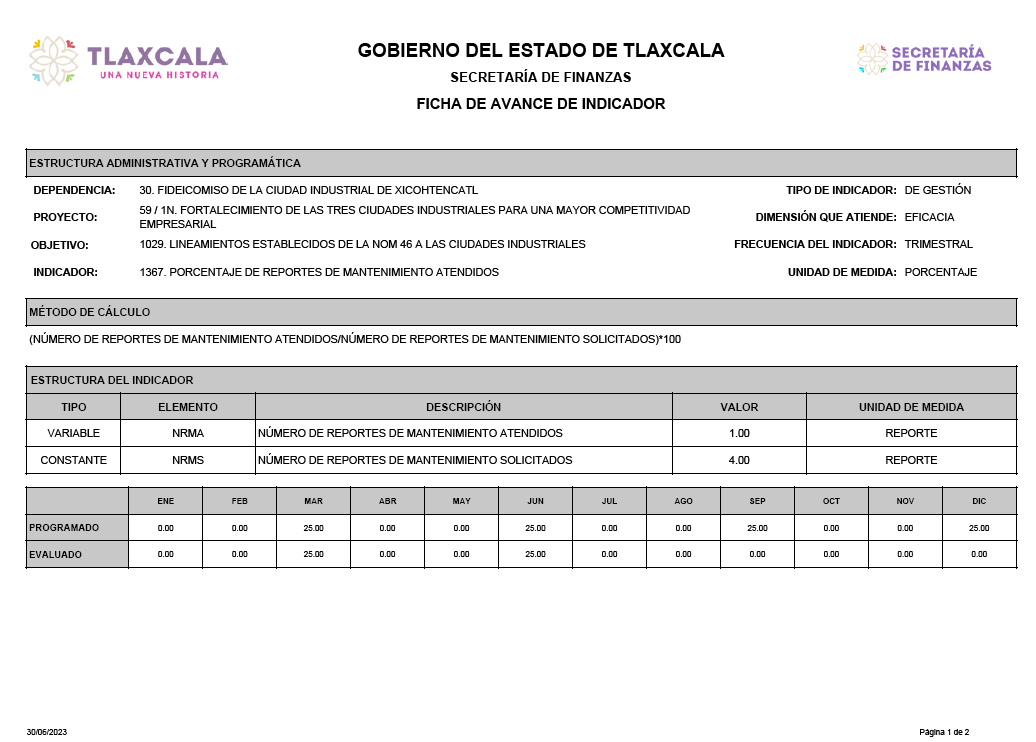 TLAXCALA
UNA NUEVA HISTORIA
GOBIERNO DEL ESTADO DE TLAXCALA
SECRETARÍA DE FINANZAS
FICHA DE AVANCE DE INDICADOR
SECRETARÍA
DE FINANZAS
ESTRUCTURA ADMINISTRATIVA Y PROGRAMÁTICA
DEPENDENCIA: 30. FIDEICOMISO DE LA CIUDAD INDUSTRIAL DE XICOHTENCATL TIPO DE INDICADOR: DE GESTIÓN
PROYECTO: 59 / 1N. FORTALECIMIENTO DE LAS TRES CIUDADES INDUSTRIALES PARA UNA MAYOR COMPETITIVIDAD
EMPRESARIAL DIMENSIÓN QUE ATIENDE: EFICACIA
OBJETIVO: 1029. LINEAMIENTOS ESTABLECIDOS DE LA NOM 46 A LAS CIUDADES INDUSTRIALES FRECUENCIA DEL INDICADOR: TRIMESTRAL
INDICADOR: 1367. PORCENTAJE DE REPORTES DE MANTENIMIENTO ATENDIDOS UNIDAD DE MEDIDA: PORCENTAJE
MÉTODO DE CÁLCULO
(NÚMERO DE REPORTES DE MANTENIMIENTO ATENDIDOS/NÚMERO DE REPORTES DE MANTENIMIENTO SOLICITADOS)*100
ESTRUCTURA DEL INDICADOR
TIPO ELEMENTO DESCRIPCIÓN VALOR UNIDAD DE MEDIDA
VARIABLE NRMA NÚMERO DE REPORTES DE MANTENIMIENTO ATENDIDOS 1.00 REPORTE
CONSTANTE NRMS NÚMERO DE REPORTES DE MANTENIMIENTO SOLICITADOS 4.00 REPORTE
ENE FEB MAR ABR MAY JUN JUL AGO SEP OCT NOV DIC
PROGRAMADO 0.00 0.00 25.00 0.00 0.00 25.00 0.00 0.00 25.00 0.00 0.00 25.00
EVALUADO 0.00 0.00 25.00 0.00 0.00 25.00 0.00 0.00 0.00 0.00 0.00 0.00
30/06/2023 Página 1 de 2